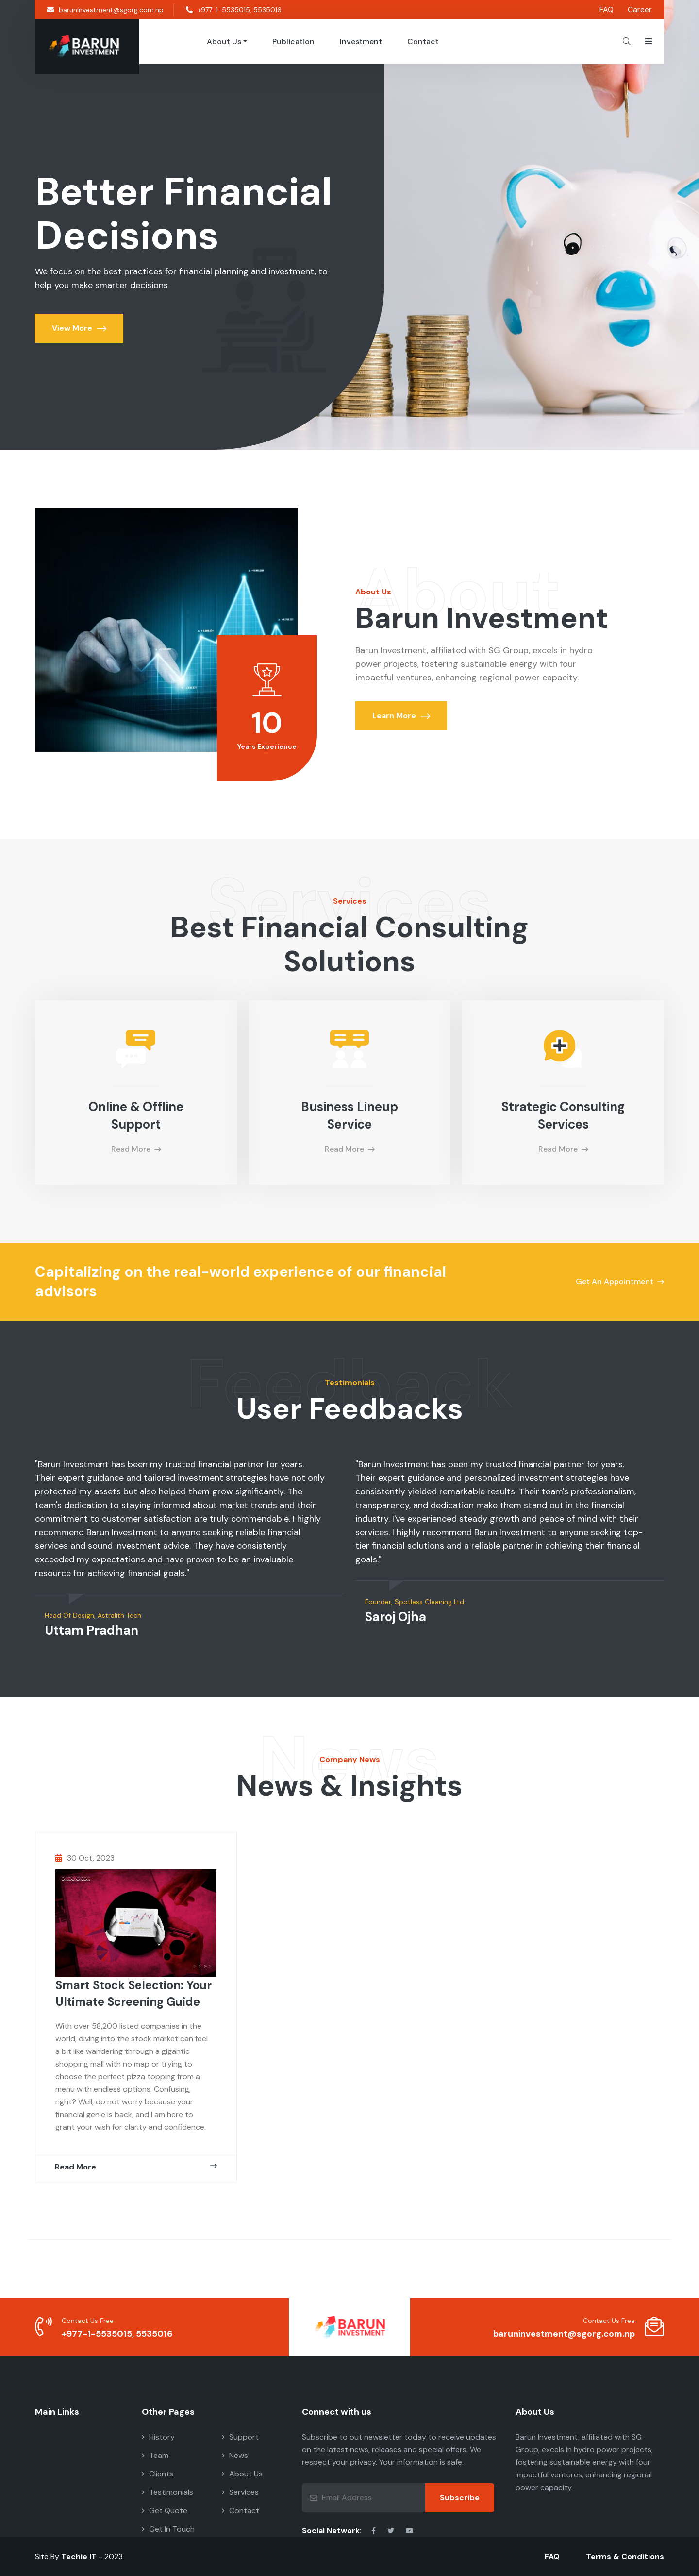 baruninvestment@sgorg.com.np
+977-1-5535015, 5535016
FAQ
Career
BARUN
INVESTMENT
About Us
Publication
Investment
Contact
Better Financial
Decisions
We focus on the best practices for financial planning and investment, to
help you make smarter decisions
View More
10
Years Experience
About
About Us
Barun Investment
Barun Investment, affiliated with SG Group, excels in hydro
power projects, fostering sustainable energy with four
impactful ventures, enhancing regional power capacity.
Learn More
Services
Services
Best Financial Consulting
Solutions
Online & Offline
Support
Read More
Business Lineup
Service
Read More
Strategic Consulting
Services
Read More
Capitalizing on the real-world experience of our financial
advisors
Get An Appointment
Feedback
Testimonials
User Feedbacks
"Barun Investment has been my trusted financial partner for years.
Their expert guidance and tailored investment strategies have not only
protected my assets but also helped them grow significantly. The
team's dedication to staying informed about market trends and their
commitment to customer satisfaction are truly commendable. I highly
recommend Barun Investment to anyone seeking reliable financial
services and sound investment advice. They have consistently
exceeded my expectations and have proven to be an invaluable
resource for achieving financial goals."
Head Of Design, Astralith Tech
Uttam Pradhan
"Barun Investment has been my trusted financial partner for years.
Their expert guidance and personalized investment strategies have
consistently yielded remarkable results. Their team's professionalism,
transparency, and dedication make them stand out in the financial
industry. I've experienced steady growth and peace of mind with their
services. I highly recommend Barun Investment to anyone seeking top-
tier financial solutions and a reliable partner in achieving their financial
goals."
Founder, Spotless Cleaning Ltd.
Saroj Ojha
News
Company News
News & Insights
30 Oct, 2023
Smart Stock Selection: Your
Ultimate Screening Guide
With over 58,200 listed companies in the
world, diving into the stock market can feel
a bit like wandering through a gigantic
shopping mall with no map or trying to
choose the perfect pizza topping from a
menu with endless options. Confusing,
right? Well, do not worry because your
financial genie is back, and I am here to
grant your wish for clarity and confidence.
Read More
Contact Us Free
+977-1-5535015, 5535016
BARUN
INVESTMENT
Contact Us Free
baruninvestment@sgorg.com.np
Main Links
Other Pages
History
Team
Clients
Testimonials
Get Quote
Get In Touch
Support
News
About Us
Services
Contact
Connect with us
Subscribe to out newsletter today to receive updates
on the latest news, releases and special offers. We
respect your privacy. Your information is safe.
Email Address
Subscribe
Social Network:
About Us
Barun Investment, affiliated with SG
Group, excels in hydro power projects,
fostering sustainable energy with four
impactful ventures, enhancing regional
power capacity.
Site By Techie IT - 2023
FAQ
Terms & Conditions